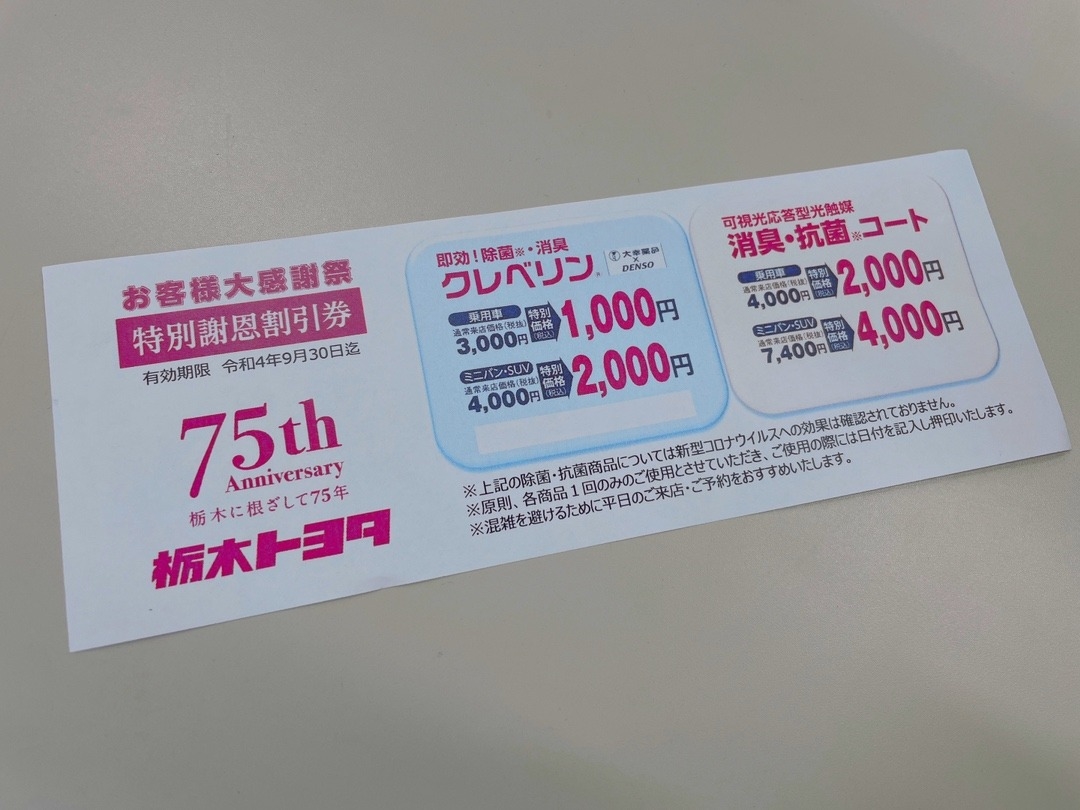 お客様大感謝祭
特別謝恩割引券
有効期限 令和4年9月30日迄
75th
Anniversary
栃木に根ざして75年
栃木トヨタ
即効！除菌※・消臭
クレベリン
大幸薬品
×
DENSO
乗用車
通常来店価格(税抜)
3,000円
特別
価格
(税込)
1,000円
ミニバン・SUV
通常来店価格(税抜)
4,000円
特別
価格
(税込)
2,000円
可視光応答型光触媒
消臭・抗菌※コート
乗用車
通常来店価格(税抜)
4,000円
特別
価格
(税込)
2,000円
ミニバン・SUV
通常来店価格(税抜)
7,400円
特別
価格
(税込)
4,000円
※上記の除菌・抗菌商品については新型コロナウイルスへの効果は確認されておりません。
※原則、各商品1回のみのご使用とさせていただき、ご使用の際には日付を記入し押印いたします。
※混雑を避けるために平日のご来店・ご予約をおすすめいたします。